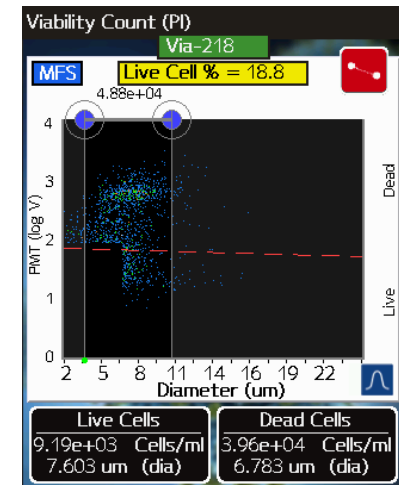 Viability Count (PI)
Via-218
MFS
Live Cell % = 18.8
4.88e+04
4
3
2
1
0
PMT (log V)
Dead
Live
2 5 8 11 14 16 19 22
Diameter (um)
Live Cells
9.19e+03 Cells/ml
7.603 um (dia)
Dead Cells
3.96e+04 Cells/ml
6.783 um (dia)